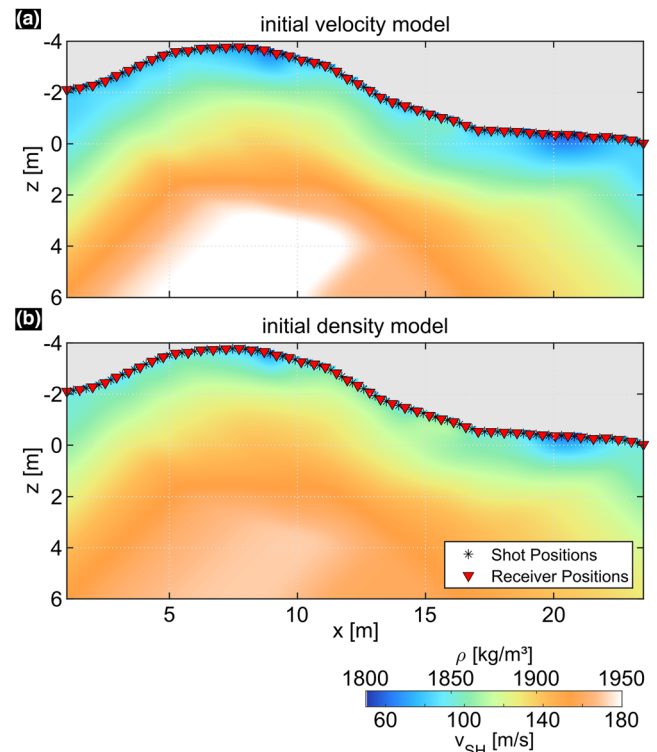 (a)
initial velocity model
-4
-2
0
2
4
6
z [m]
(b)
initial density model
-4
-2
0
2
4
6
z [m]
Shot Positions
Receiver Positions
5 10 15 20
x [m]
ρ [kg/m³]
1800 1850 1900 1950
60 100 140 180
v_SH [m/s]